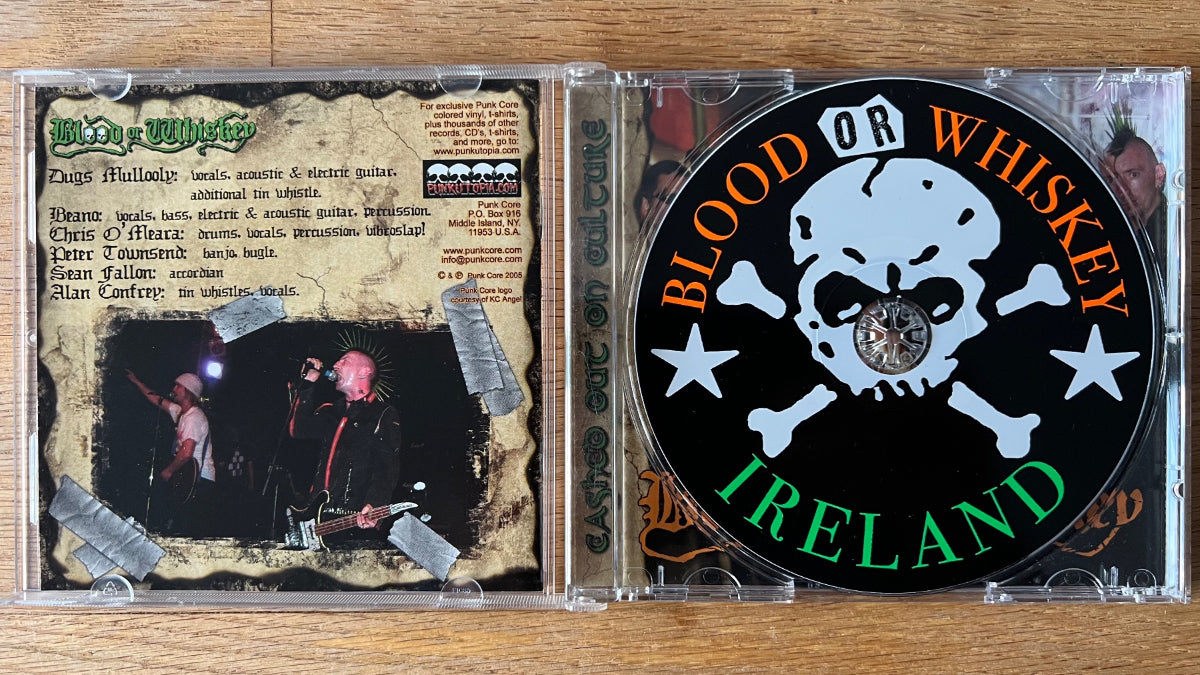 Blood or Whiskey
Dugs Mullooly: vocals, acoustic & electric guitar,
additional tin whistle.
Beano: vocals, bass, electric & acoustic guitar, percussion.
Chris O'Meara: drums, vocals, percussion, vibroslap!
Peter Townsend: banjo, bugle.
Sean Fallon: accordian
Alan Confrey: tin whistles, vocals.
For exclusive Punk Core
colored vinyl, t-shirts,
plus thousands of other
records, CD's, t-shirts,
and more, go to:
www.punkutopia.com
PUNKUTOPIA.COM
Punk Core
P.O. Box 916
Middle Island, NY.
11953 U.S.A.
www.punkcore.com
info@punkcore.com
© & ℗ Punk Core 2005
Punk Core logo
courtesy of KC Angel
CASHED OUT ON CULTURE
BLOOD OR WHISKEY
IRELAND